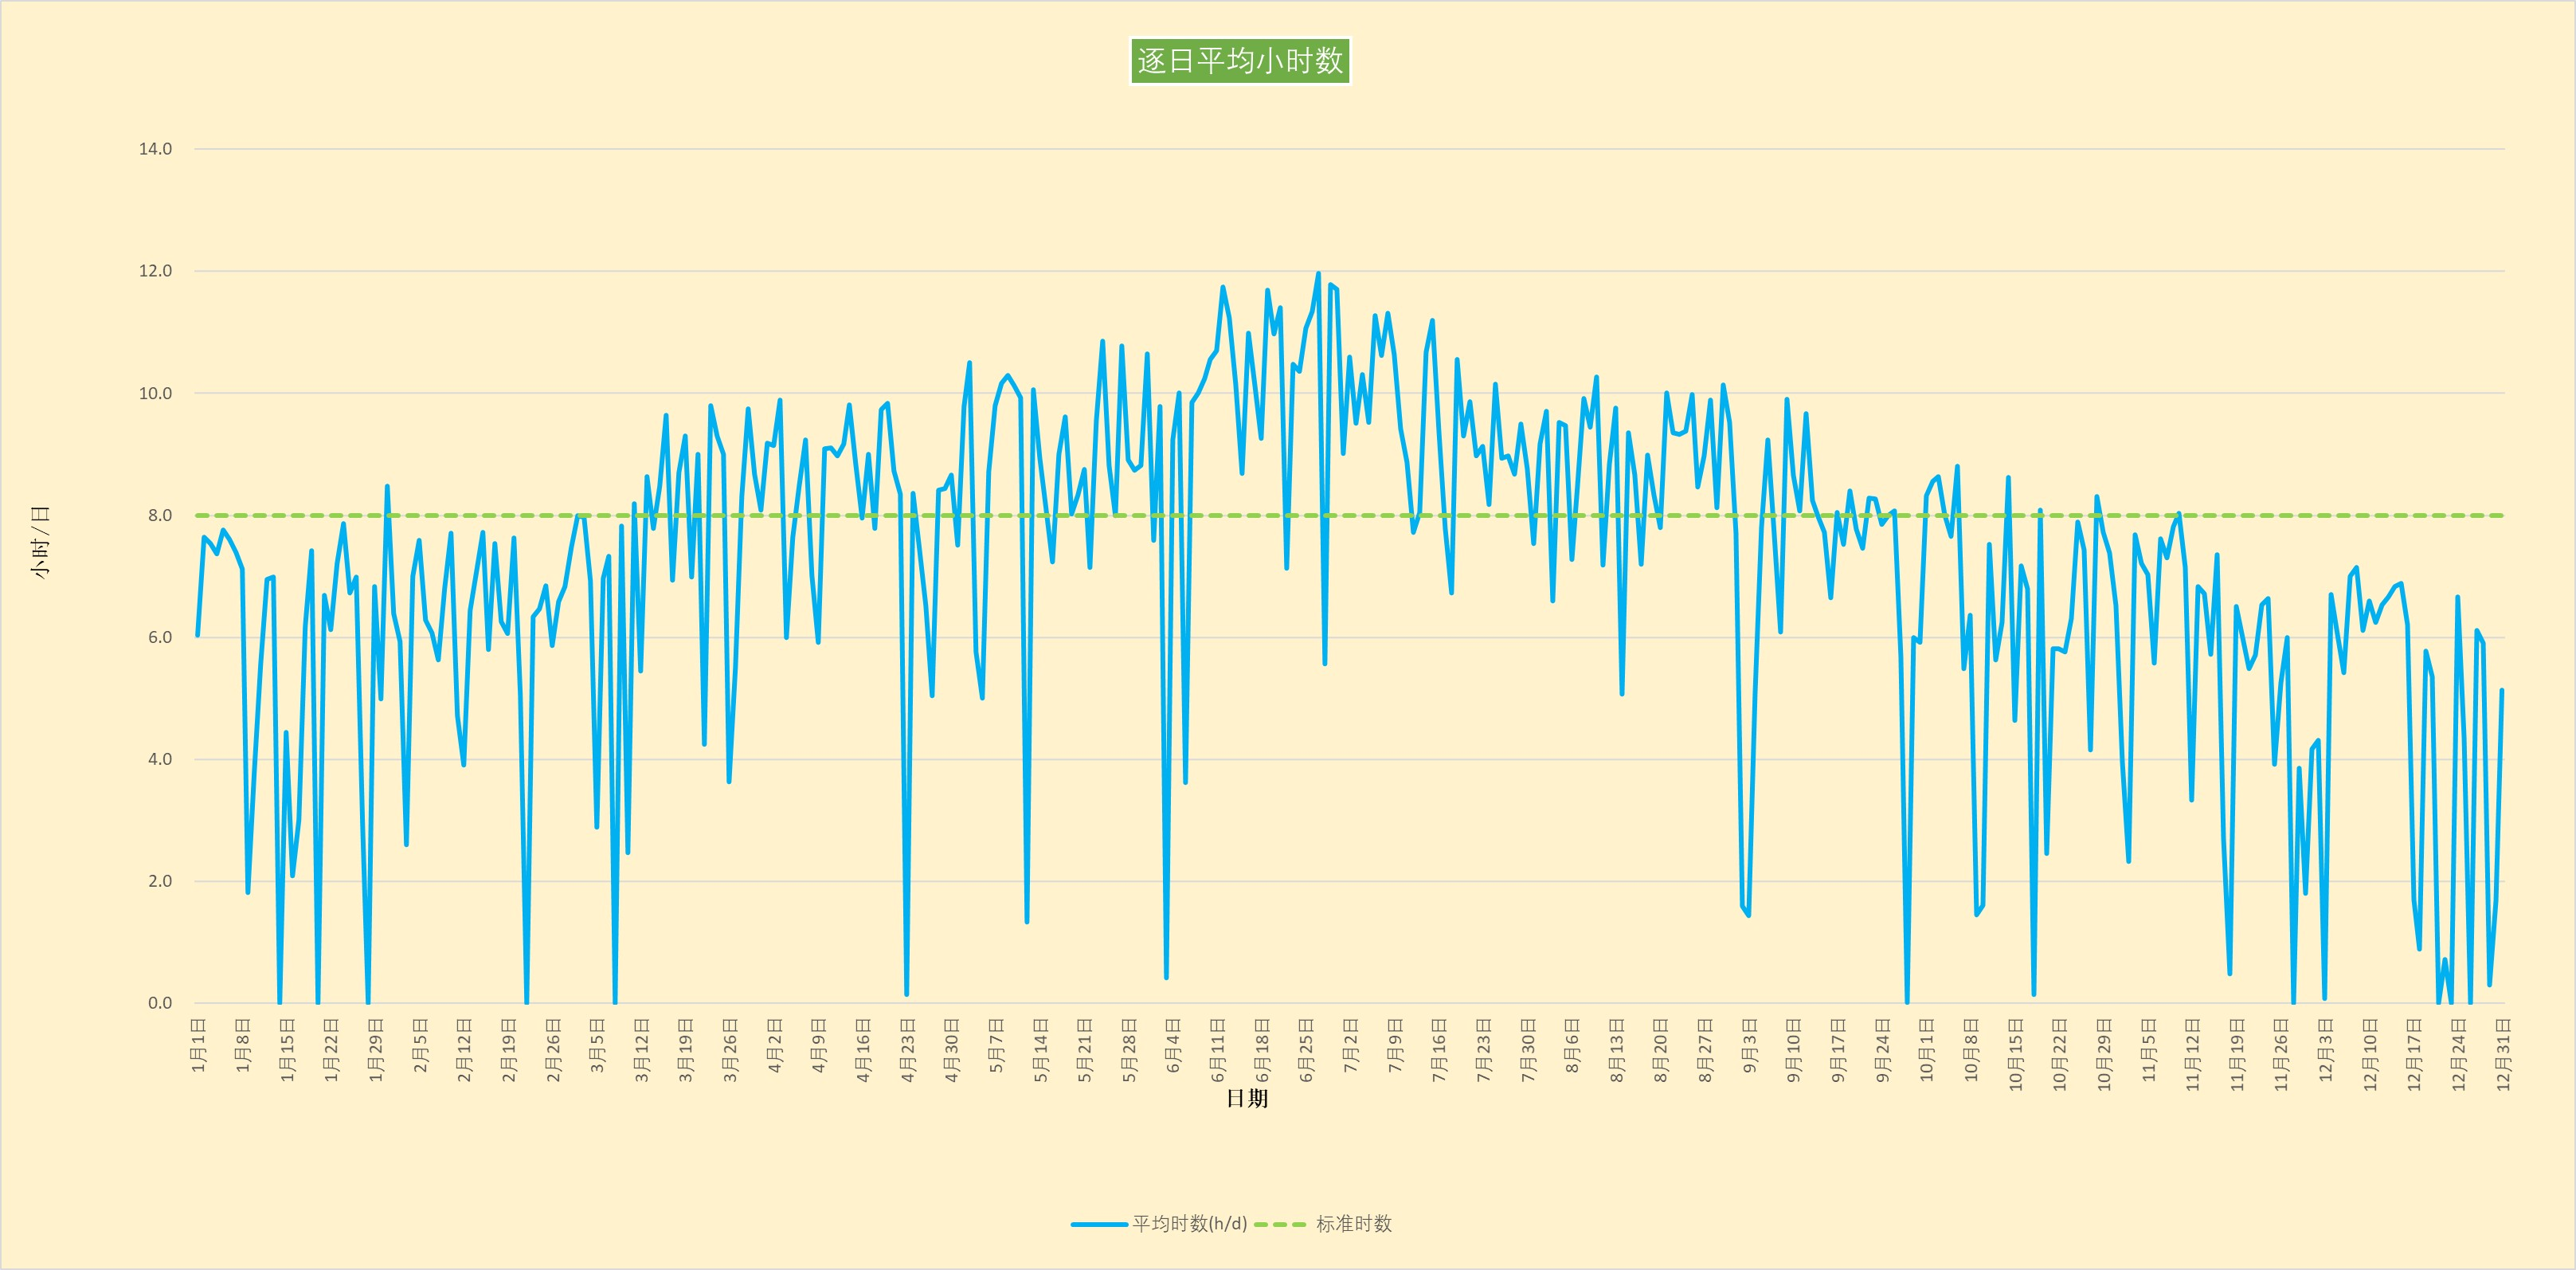 逐日平均小时数
14.0
12.0
10.0
8.0
6.0
4.0
2.0
0.0
小时/日
1月1日
1月8日
1月15日
1月22日
1月29日
2月5日
2月12日
2月19日
2月26日
3月5日
3月12日
3月19日
3月26日
4月2日
4月9日
4月16日
4月23日
4月30日
5月7日
5月14日
5月21日
5月28日
6月4日
6月11日
6月18日
6月25日
7月2日
7月9日
7月16日
7月23日
7月30日
8月6日
8月13日
8月20日
8月27日
9月3日
9月10日
9月17日
9月24日
10月1日
10月8日
10月15日
10月22日
10月29日
11月5日
11月12日
11月19日
11月26日
12月3日
12月10日
12月17日
12月24日
12月31日
日期
平均时数(h/d)
标准时数